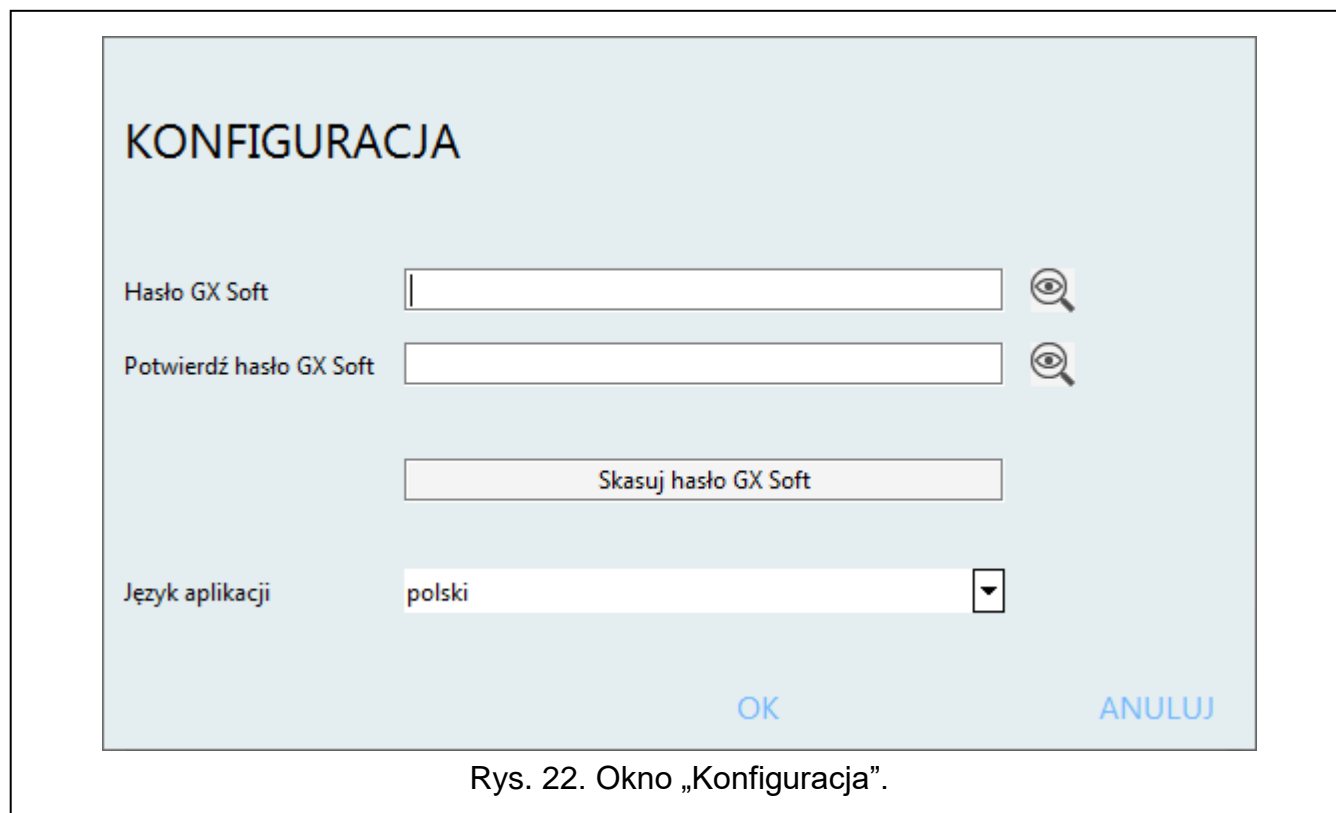 KONFIGURACJA
Hasło GX Soft
Potwierdź hasło GX Soft
Skasuj hasło GX Soft
Język aplikacji polski
OK ANULUJ
Rys. 22. Okno „Konfiguracja”.